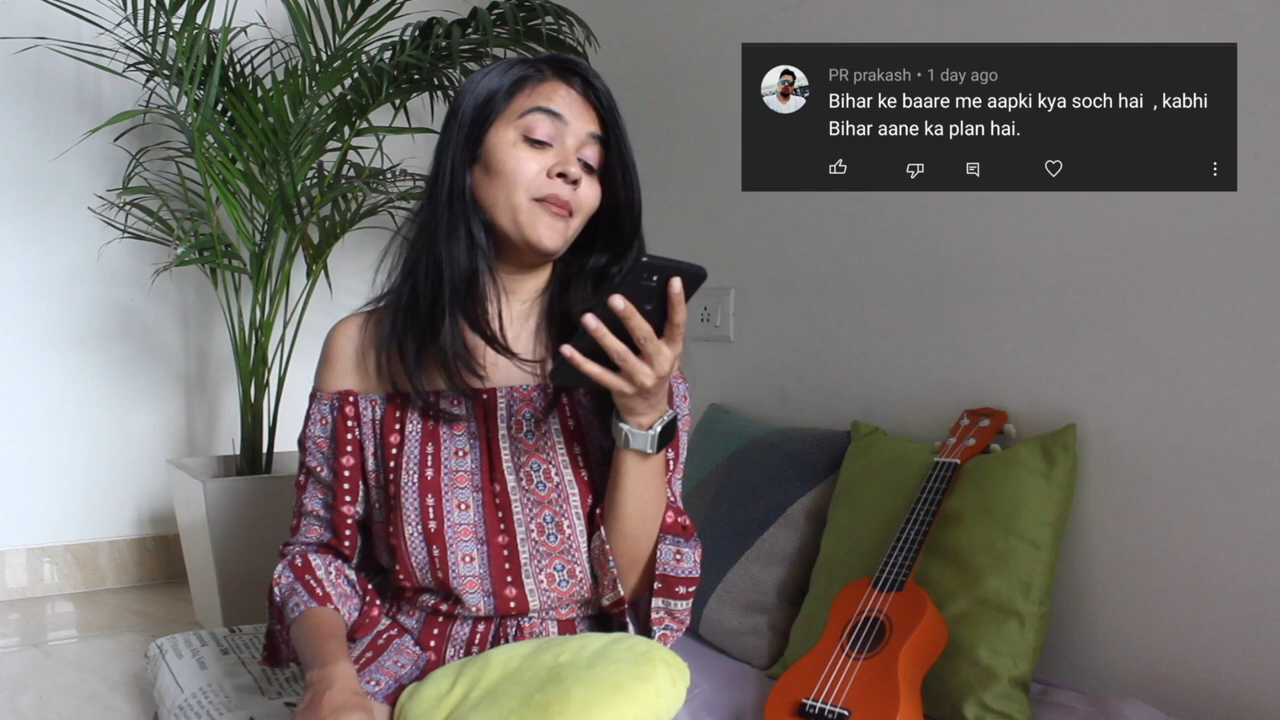 PR prakash • 1 day ago
Bihar ke baare me aapki kya soch hai , kabhi
Bihar aane ka plan hai.